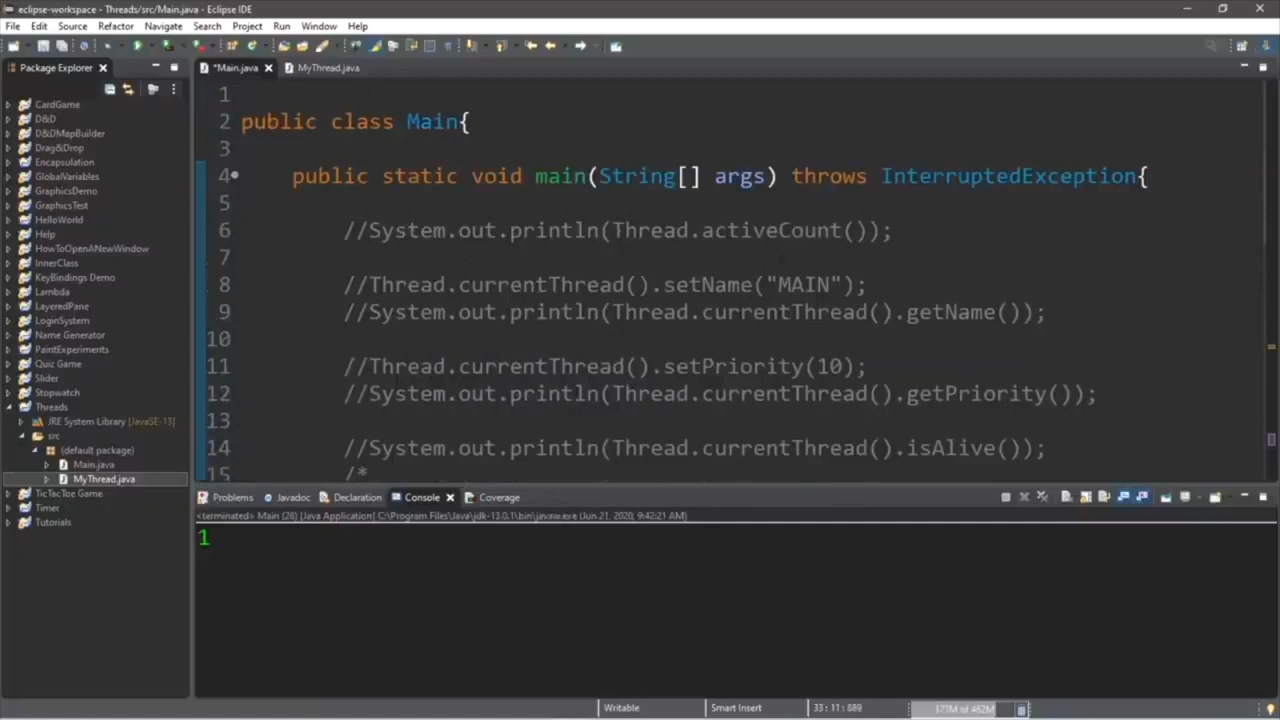 eclipse-workspace - Threads/src/Main.java - Eclipse IDE
File Edit Source Refactor Navigate Search Project Run Window Help
Package Explorer
*Main.java
MyThread.java
CardGame
D&D
D&DMapBuilder
Drag&Drop
Encapsulation
GlobalVariables
GraphicsDemo
GraphicsTest
HelloWorld
Help
HowToOpenANewWindow
InnerClass
KeyBindings Demo
Lambda
LayeredPane
LoginSystem
Name Generator
PaintExperiments
Quiz Game
Slider
Stopwatch
Threads
JRE System Library [JavaSE-13]
src
(default package)
Main.java
MyThread.java
TicTacToe Game
Timer
Tutorials
1
2 public class Main{
3
4 public static void main(String[] args) throws InterruptedException{
5
6 //System.out.println(Thread.activeCount());
7
8 //Thread.currentThread().setName("MAIN");
9 //System.out.println(Thread.currentThread().getName());
10
11 //Thread.currentThread().setPriority(10);
12 //System.out.println(Thread.currentThread().getPriority());
13
14 //System.out.println(Thread.currentThread().isAlive());
15 /*
Problems Javadoc Declaration Console Coverage
<terminated> Main (28) [Java Application] C:\Program Files\Java\jdk-13.0.1\bin\javaw.exe (Jun 21, 2020, 9:42:21 AM)
1
Writable Smart Insert 33 : 11 : 889 173M of 462M